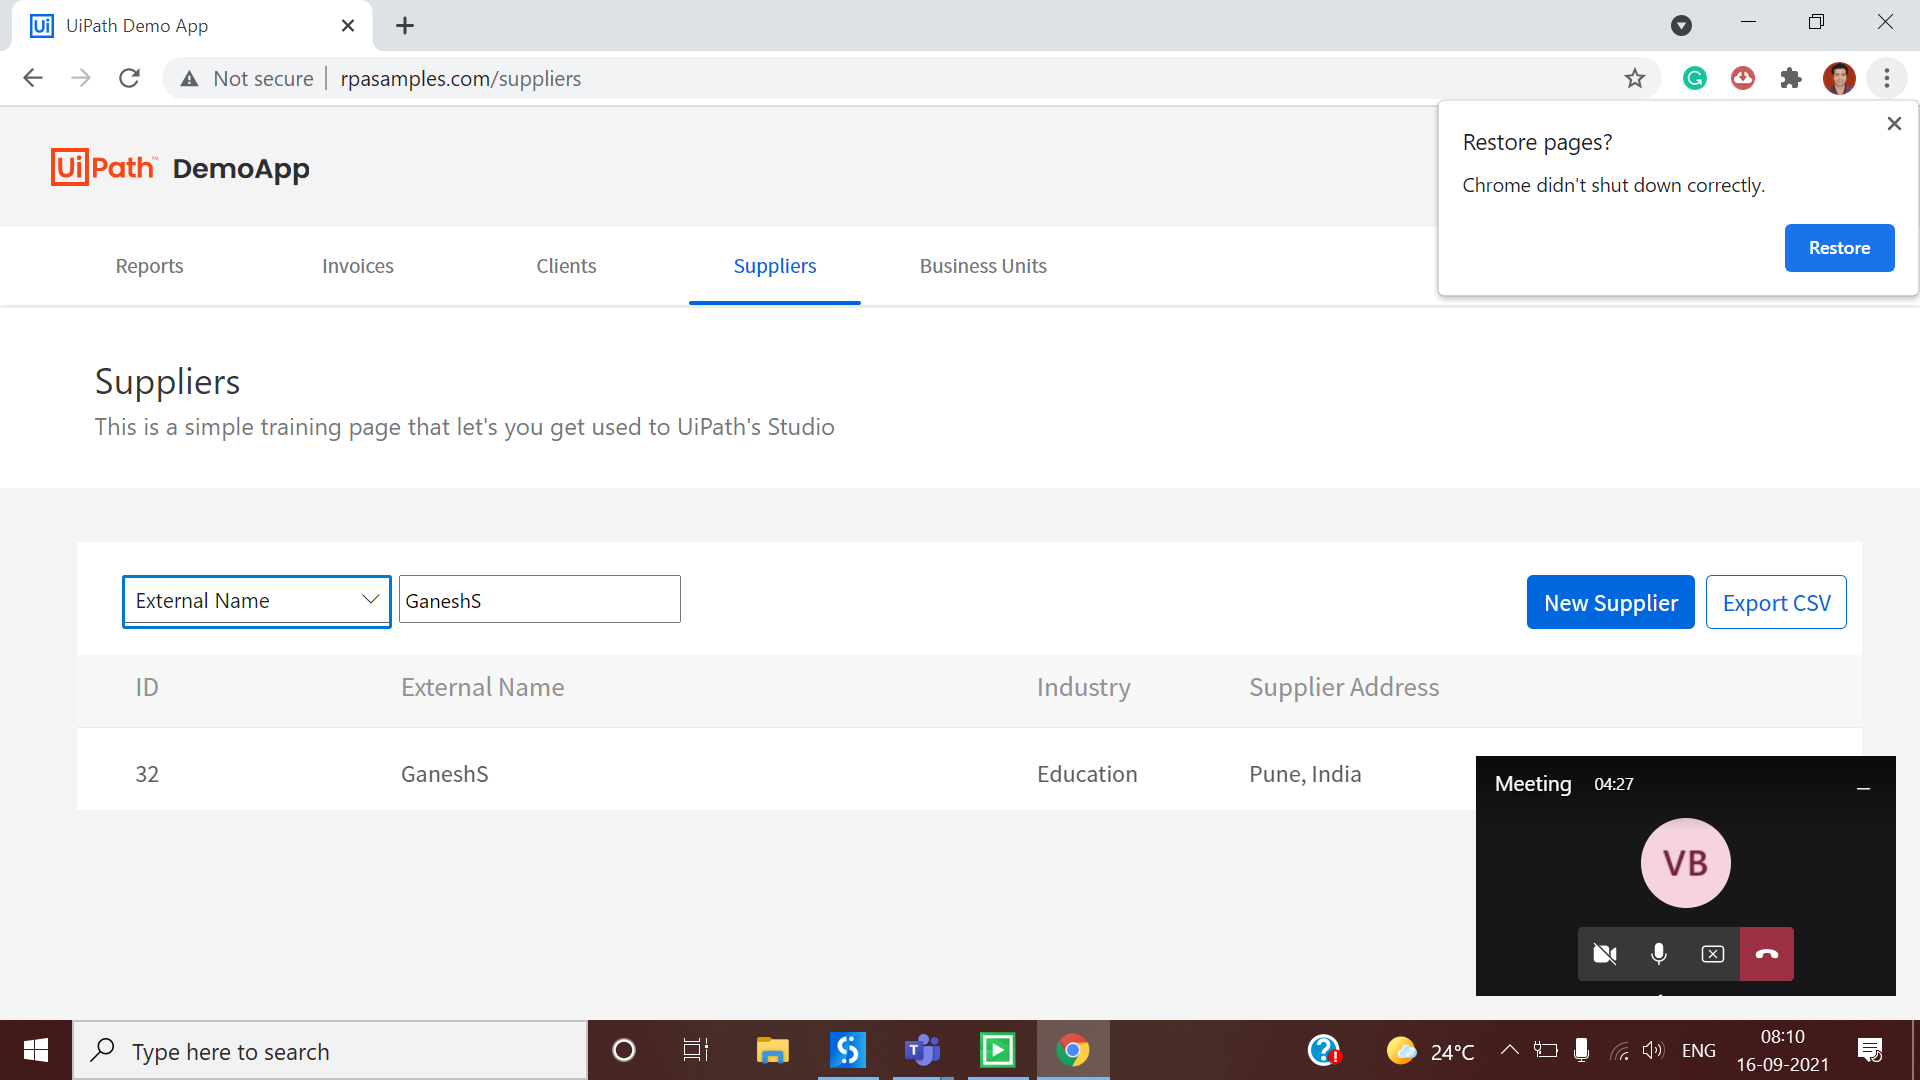 UiPath Demo App
Not secure
rpasamples.com/suppliers
Restore pages?
Chrome didn't shut down correctly.
Restore
UiPath™ DemoApp
Reports
Invoices
Clients
Suppliers
Business Units
Suppliers
This is a simple training page that let's you get used to UiPath's Studio
External Name
GaneshS
New Supplier
Export CSV
ID
External Name
Industry
Supplier Address
32
GaneshS
Education
Pune, India
Meeting 04:27
VB
Type here to search
24°C
ENG
08:10
16-09-2021